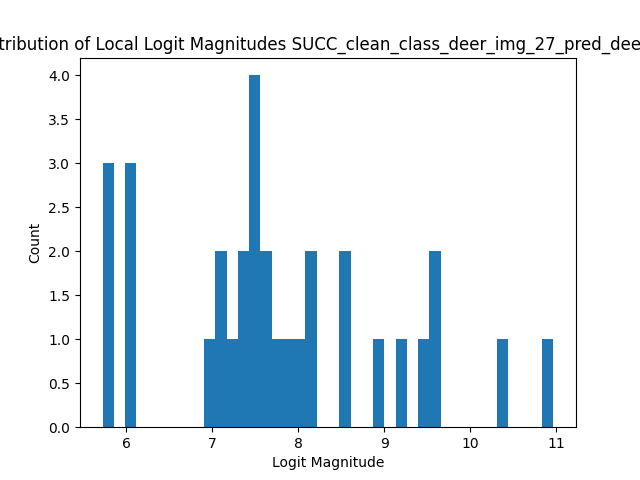 tribution of Local Logit Magnitudes SUCC_clean_class_deer_img_27_pred_dee
4.0
3.5
3.0
2.5
2.0
1.5
1.0
0.5
0.0
Count
6 7 8 9 10 11
Logit Magnitude